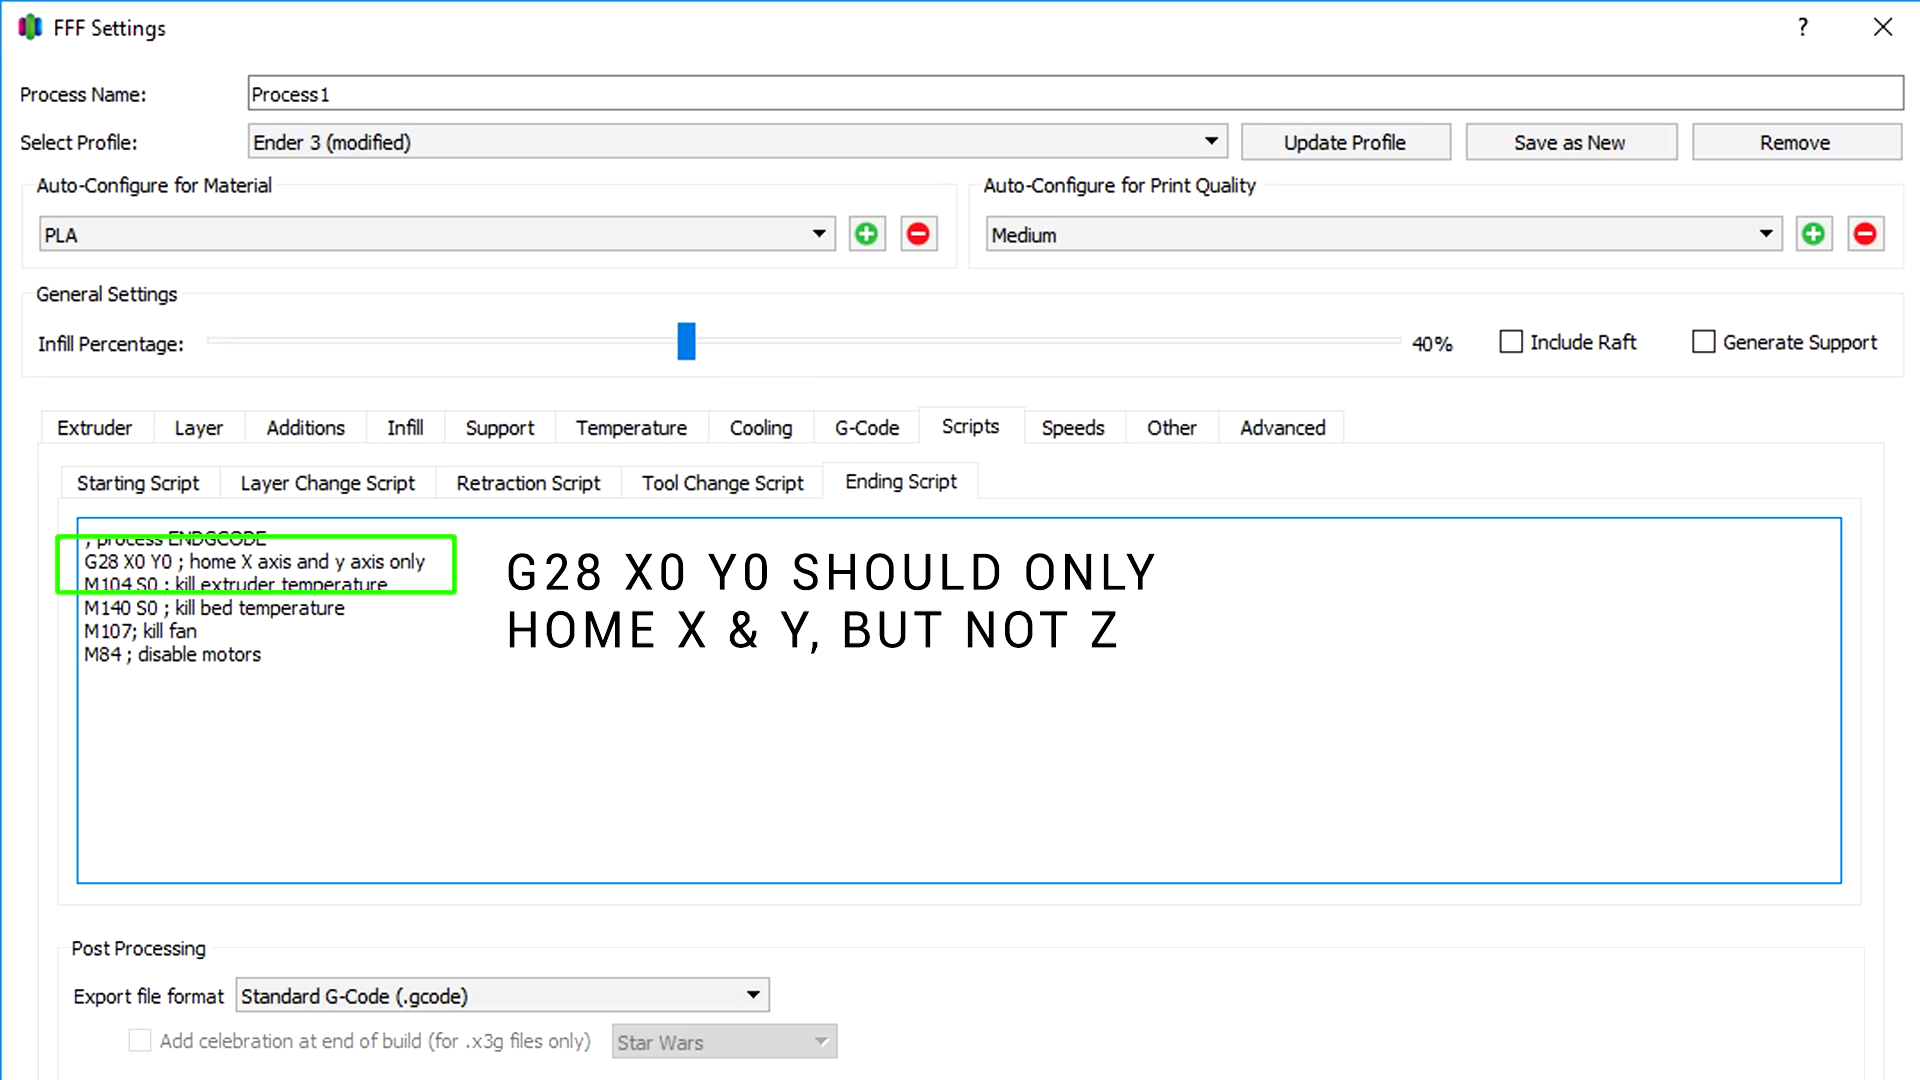 FFF Settings
?
Process Name:
Process1
Select Profile:
Ender 3 (modified)
Update Profile
Save as New
Remove
Auto-Configure for Material
Auto-Configure for Print Quality
PLA
Medium
General Settings
Infill Percentage:
40%
Include Raft
Generate Support
Extruder
Layer
Additions
Infill
Support
Temperature
Cooling
G-Code
Scripts
Speeds
Other
Advanced
Starting Script
Layer Change Script
Retraction Script
Tool Change Script
Ending Script
; process ENDGCODE
G28 X0 Y0 ; home X axis and y axis only
M104 S0 ; kill extruder temperature
M140 S0 ; kill bed temperature
M107; kill fan
M84 ; disable motors
G28 X0 Y0 SHOULD ONLY
HOME X & Y, BUT NOT Z
Post Processing
Export file format
Standard G-Code (.gcode)
Add celebration at end of build (for .x3g files only)
Star Wars